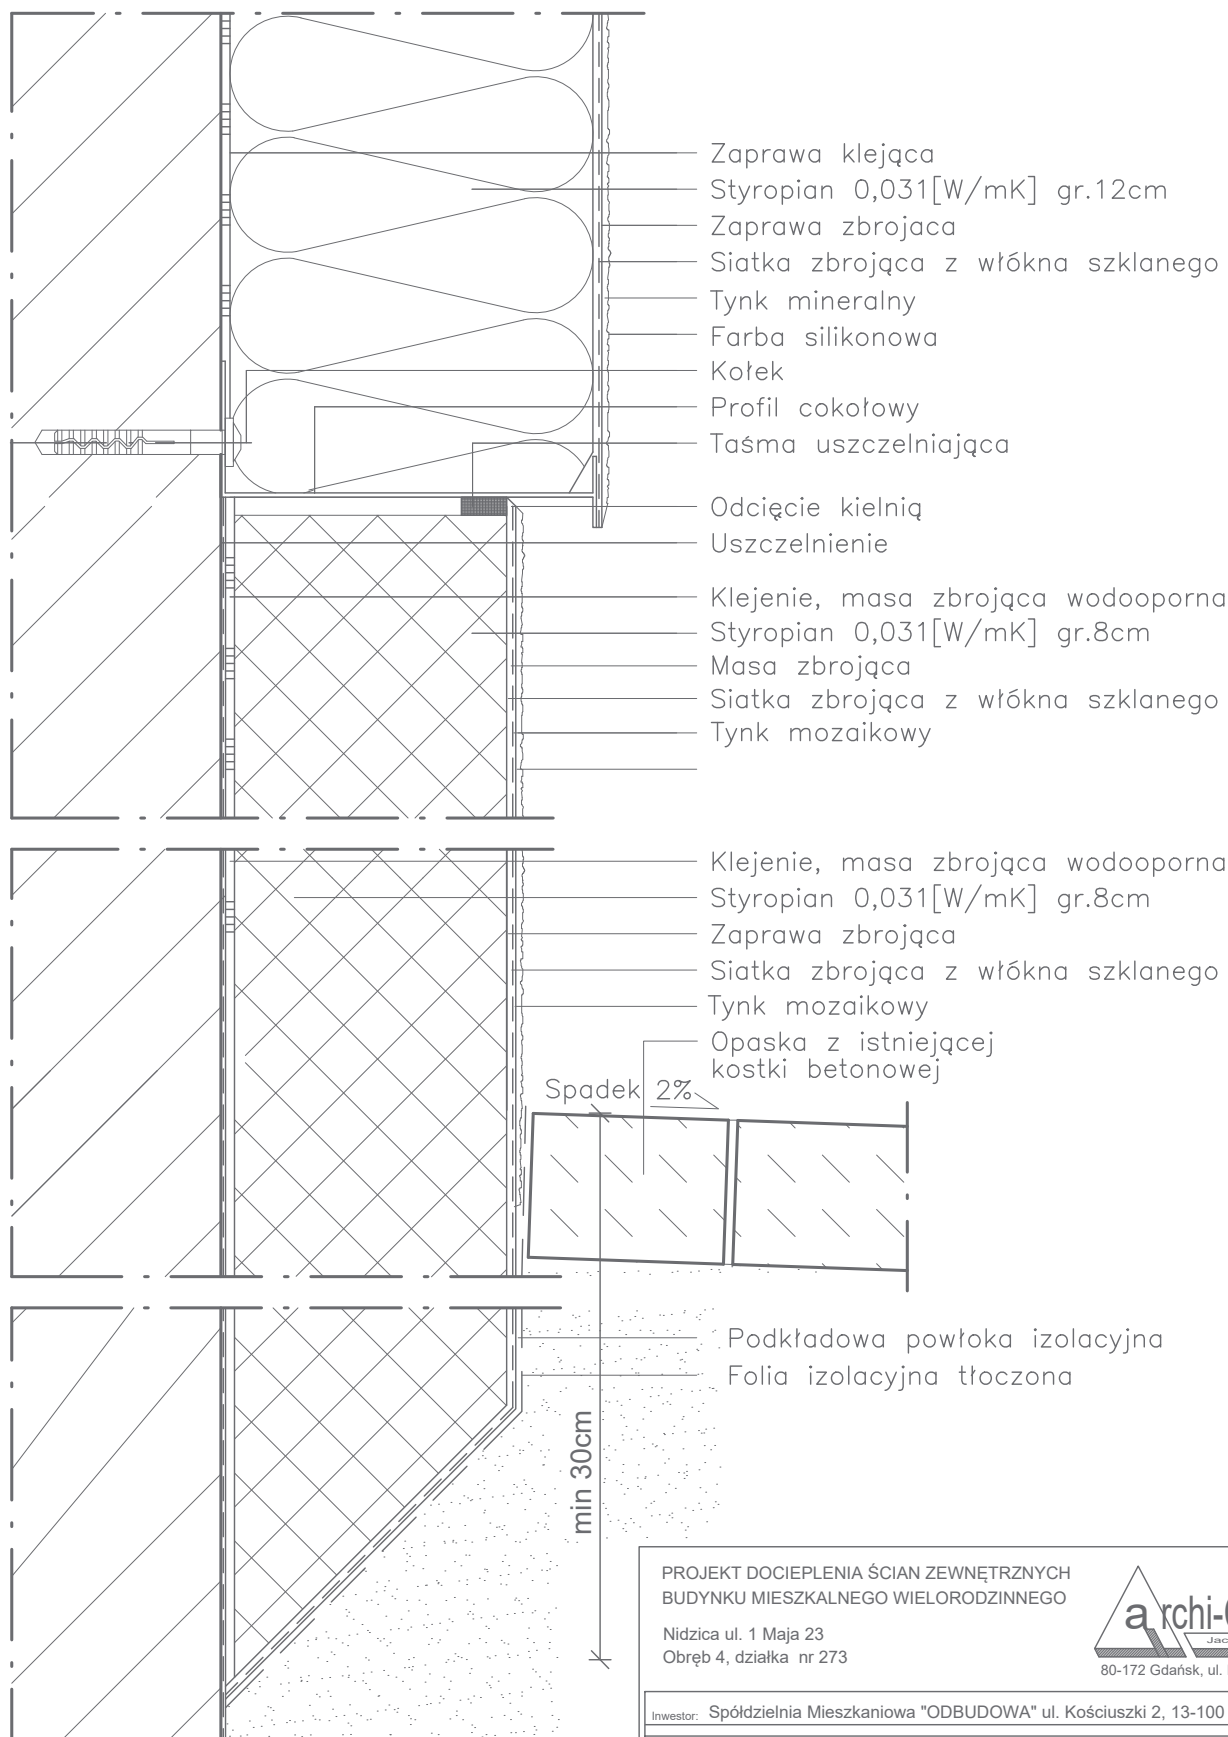 Zaprawa klejąca
Styropian 0,031[W/mK] gr.12cm
Zaprawa zbrojaca
Siatka zbrojąca z włókna szklanego
Tynk mineralny
Farba silikonowa
Kołek
Profil cokołowy
Taśma uszczelniająca
Odcięcie kielnią
Uszczelnienie
Klejenie, masa zbrojąca wodooporna
Styropian 0,031[W/mK] gr.8cm
Masa zbrojąca
Siatka zbrojąca z włókna szklanego
Tynk mozaikowy
Klejenie, masa zbrojąca wodooporna
Styropian 0,031[W/mK] gr.8cm
Zaprawa zbrojąca
Siatka zbrojąca z włókna szklanego
Tynk mozaikowy
Opaska z istniejącej
kostki betonowej
Spadek 2%
Podkładowa powłoka izolacyjna
Folia izolacyjna tłoczona
min 30cm
PROJEKT DOCIEPLENIA ŚCIAN ZEWNĘTRZNYCH
BUDYNKU MIESZKALNEGO WIELORODZINNEGO
Nidzica ul. 1 Maja 23
Obręb 4, działka nr 273
archi-
Jac
80-172 Gdańsk, ul.
Inwestor: Spółdzielnia Mieszkaniowa "ODBUDOWA" ul. Kościuszki 2, 13-100